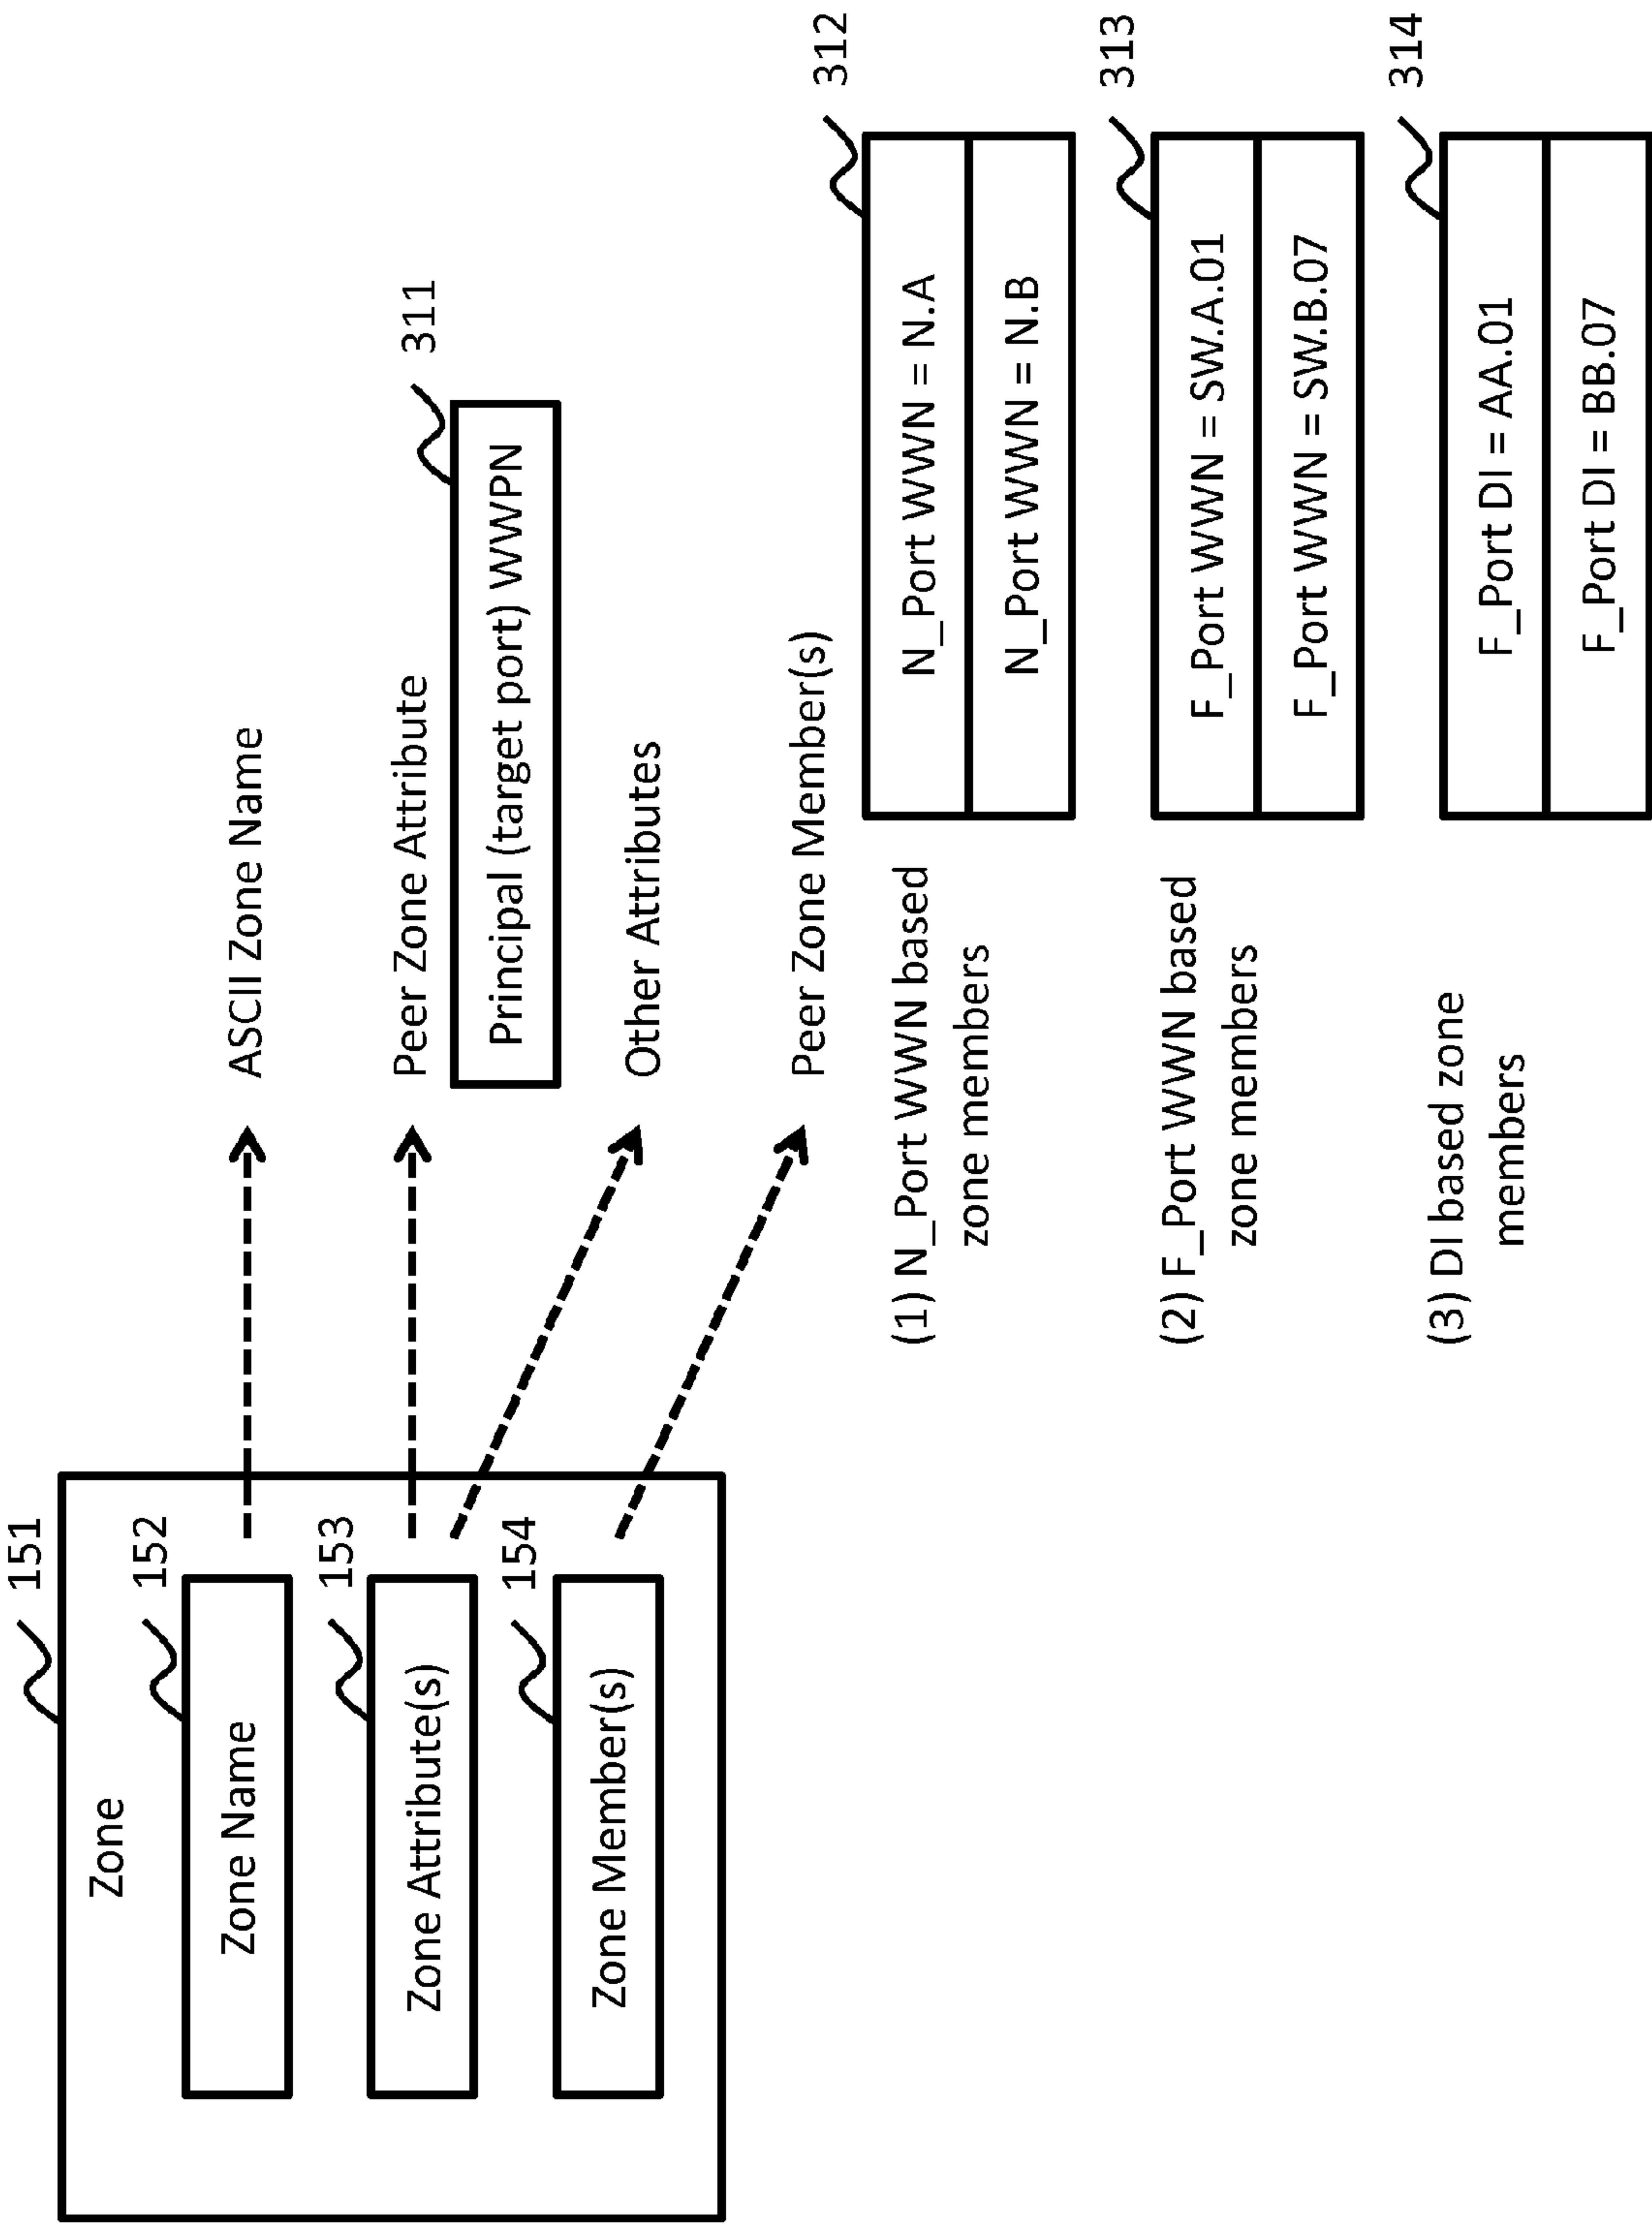 151
Zone
152
Zone Name
153
Zone Attribute(s)
154
Zone Member(s)
ASCII Zone Name
Peer Zone Attribute
311
Principal (target port) WWPN
Other Attributes
Peer Zone Member(s)
(1) N_Port WWN based
zone members
312
N_Port WWN = N.A
N_Port WWN = N.B
(2) F_Port WWN based
zone members
313
F_Port WWN = SW.A.01
F_Port WWN = SW.B.07
(3) DI based zone
members
314
F_Port DI = AA.01
F_Port DI = BB.07